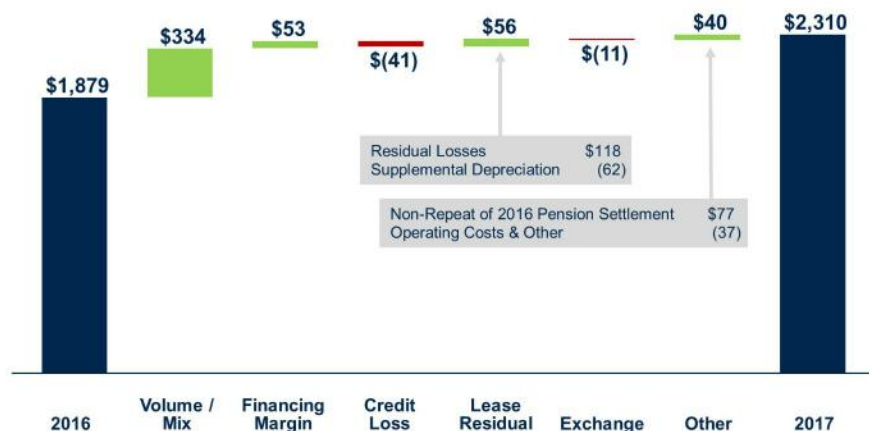 $1,879
$334
$53
$(41)
$56
$(11)
$40
$2,310
Residual Losses $118
Supplemental Depreciation (62)
Non-Repeat of 2016 Pension Settlement $77
Operating Costs & Other (37)
2016
Volume /
Mix
Financing
Margin
Credit
Loss
Lease
Residual
Exchange
Other
2017